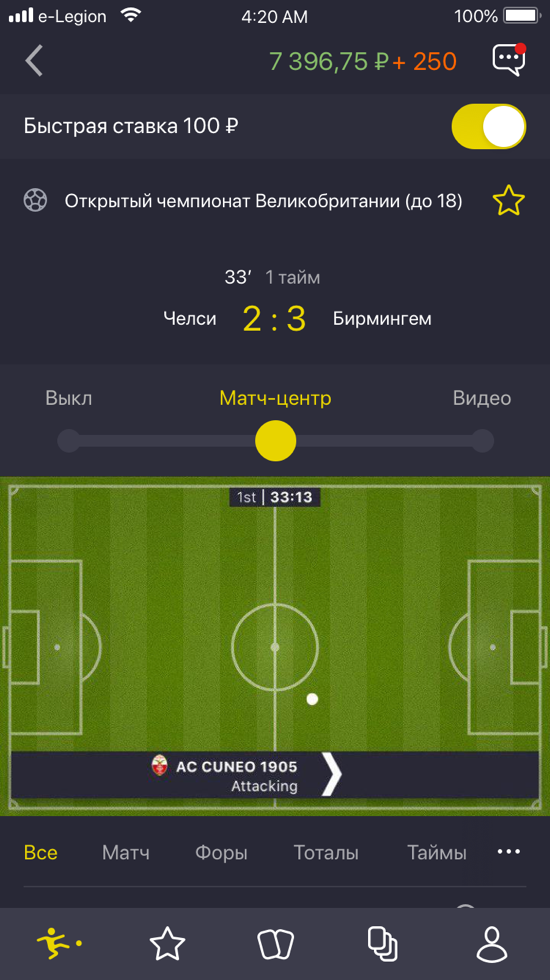 e-Legion 4:20 AM 100%
7 396,75 ₽ + 250
Быстрая ставка 100 ₽
Открытый чемпионат Великобритании (до 18)
33’ 1 тайм
Челси 2 : 3 Бирмингем
Выкл Матч-центр Видео
1st | 33:13
AC CUNEO 1905
Attacking
Все Матч Форы Тоталы Таймы ...